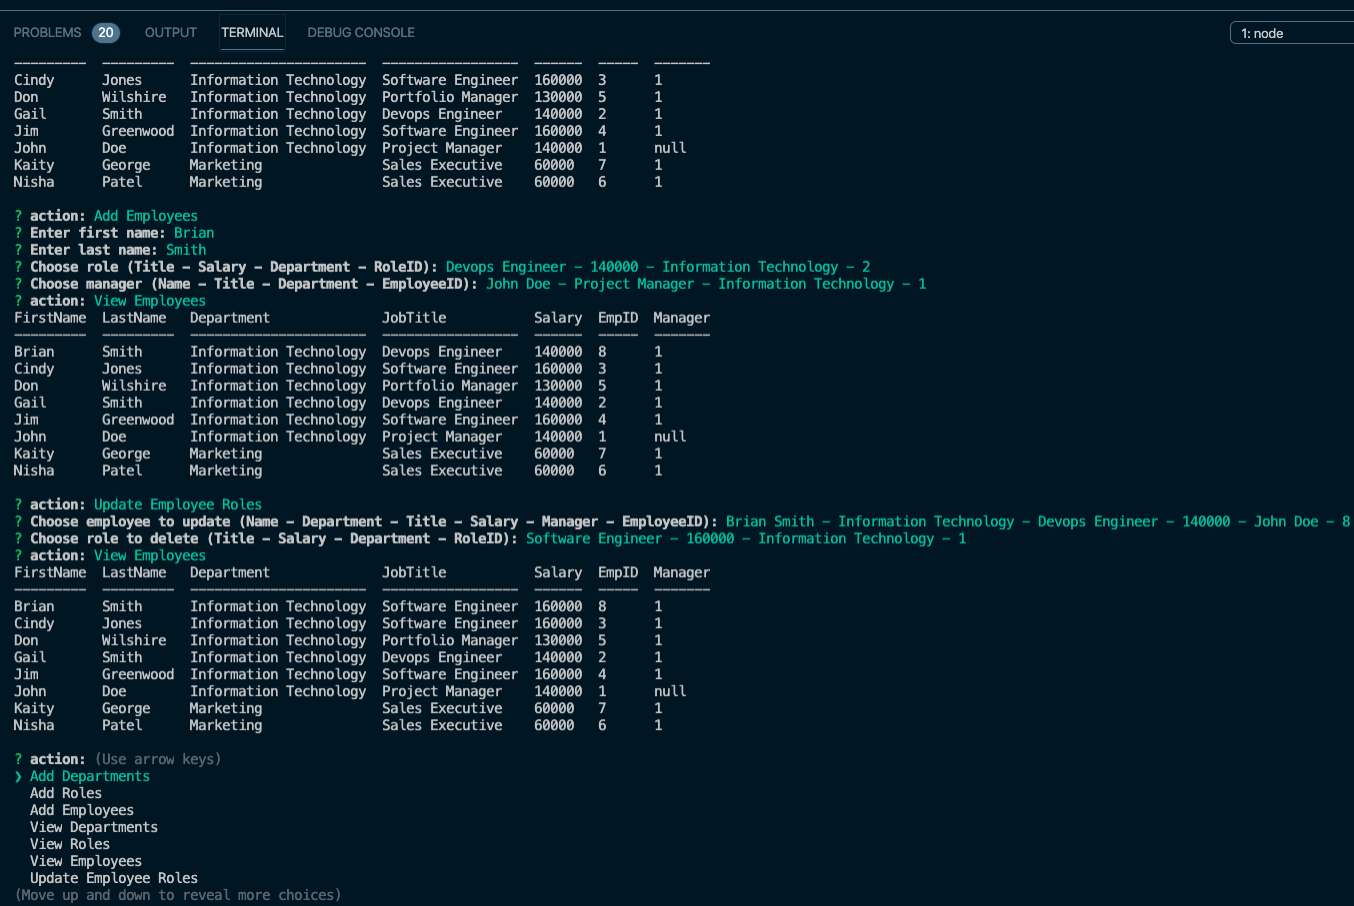 PROBLEMS 20 OUTPUT TERMINAL DEBUG CONSOLE 1: node
--------- --------- ---------------------- ----------------- ------ ----- -------
Cindy Jones Information Technology Software Engineer 160000 3 1
Don Wilshire Information Technology Portfolio Manager 130000 5 1
Gail Smith Information Technology Devops Engineer 140000 2 1
Jim Greenwood Information Technology Software Engineer 160000 4 1
John Doe Information Technology Project Manager 140000 1 null
Kaity George Marketing Sales Executive 60000 7 1
Nisha Patel Marketing Sales Executive 60000 6 1
? action: Add Employees
? Enter first name: Brian
? Enter last name: Smith
? Choose role (Title - Salary - Department - RoleID): Devops Engineer - 140000 - Information Technology - 2
? Choose manager (Name - Title - Department - EmployeeID): John Doe - Project Manager - Information Technology - 1
? action: View Employees
FirstName LastName Department JobTitle Salary EmpID Manager
--------- --------- ---------------------- ----------------- ------ ----- -------
Brian Smith Information Technology Devops Engineer 140000 8 1
Cindy Jones Information Technology Software Engineer 160000 3 1
Don Wilshire Information Technology Portfolio Manager 130000 5 1
Gail Smith Information Technology Devops Engineer 140000 2 1
Jim Greenwood Information Technology Software Engineer 160000 4 1
John Doe Information Technology Project Manager 140000 1 null
Kaity George Marketing Sales Executive 60000 7 1
Nisha Patel Marketing Sales Executive 60000 6 1
? action: Update Employee Roles
? Choose employee to update (Name - Department - Title - Salary - Manager - EmployeeID): Brian Smith - Information Technology - Devops Engineer - 140000 - John Doe - 8
? Choose role to delete (Title - Salary - Department - RoleID): Software Engineer - 160000 - Information Technology - 1
? action: View Employees
FirstName LastName Department JobTitle Salary EmpID Manager
--------- --------- ---------------------- ----------------- ------ ----- -------
Brian Smith Information Technology Software Engineer 160000 8 1
Cindy Jones Information Technology Software Engineer 160000 3 1
Don Wilshire Information Technology Portfolio Manager 130000 5 1
Gail Smith Information Technology Devops Engineer 140000 2 1
Jim Greenwood Information Technology Software Engineer 160000 4 1
John Doe Information Technology Project Manager 140000 1 null
Kaity George Marketing Sales Executive 60000 7 1
Nisha Patel Marketing Sales Executive 60000 6 1
? action: (Use arrow keys)
❯ Add Departments
Add Roles
Add Employees
View Departments
View Roles
View Employees
Update Employee Roles
(Move up and down to reveal more choices)